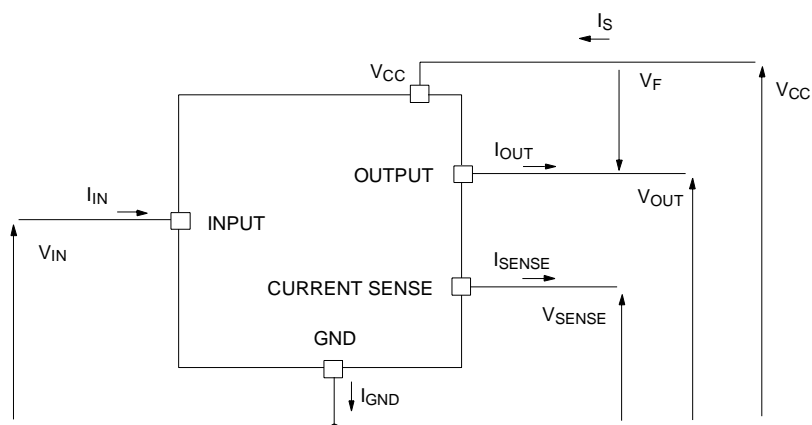 IS
VCC
VF
VCC
IOUT
OUTPUT
VOUT
IIN
INPUT
VIN
ISENSE
CURRENT SENSE
VSENSE
GND
IGND